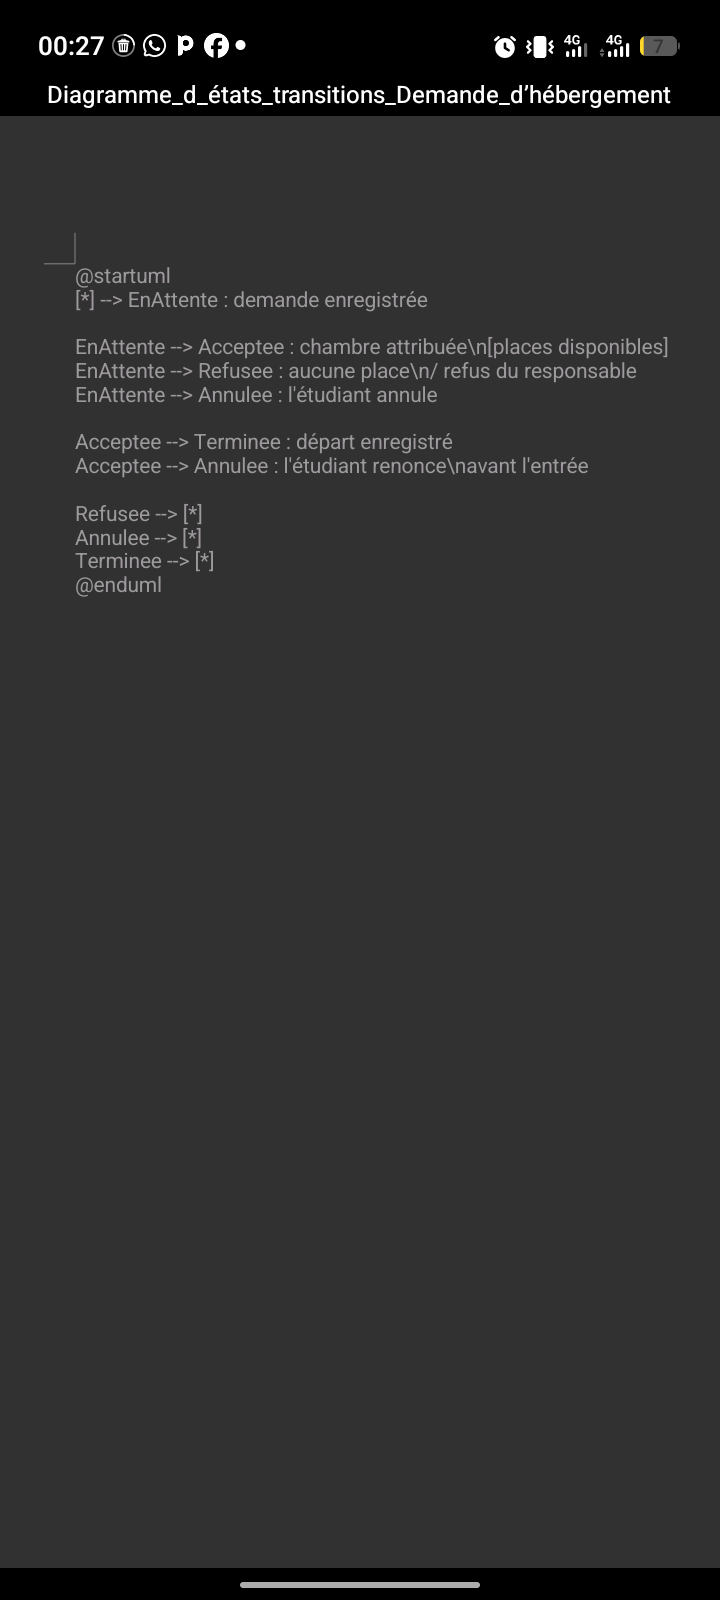 00:27
4G 4G 7
Diagramme_d_états_transitions_Demande_d’hébergement
@startuml
[*] --> EnAttente : demande enregistrée
EnAttente --> Acceptee : chambre attribuée\n[places disponibles]
EnAttente --> Refusee : aucune place\n/ refus du responsable
EnAttente --> Annulee : l'étudiant annule
Acceptee --> Terminee : départ enregistré
Acceptee --> Annulee : l'étudiant renonce\navant l'entrée
Refusee --> [*]
Annulee --> [*]
Terminee --> [*]
@enduml